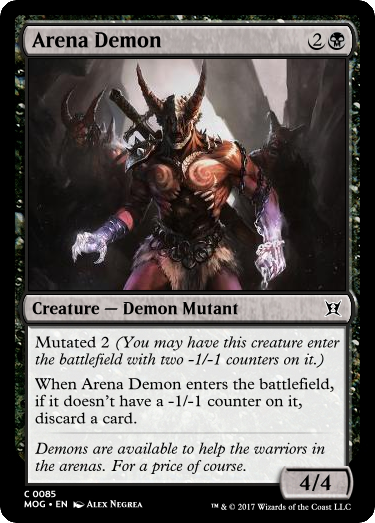 Arena Demon 2
Creature — Demon Mutant
Mutated 2 (You may have this creature enter
the battlefield with two -1/-1 counters on it.)
When Arena Demon enters the battlefield,
if it doesn't have a -1/-1 counter on it,
discard a card.
Demons are available to help the warriors in
the arenas. For a price of course.
4/4
C 0085
MOG • EN Alex Negrea
™ & © 2017 Wizards of the Coast LLC